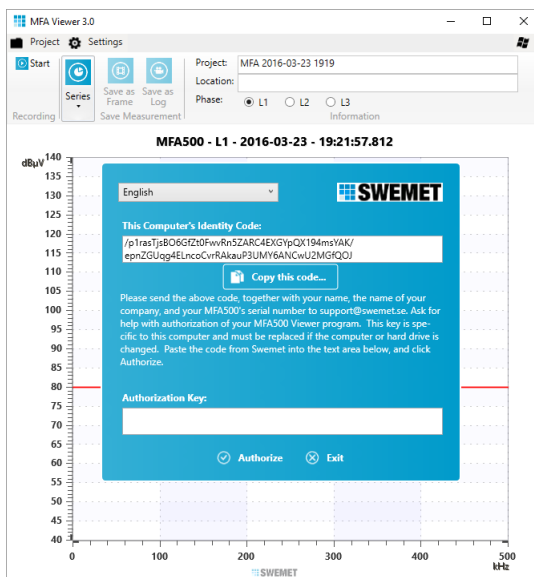 MFA Viewer 3.0
Project Settings
Start
Series
Save as Frame
Save as Log
Recording
Save Measurement
Project: MFA 2016-03-23 1919
Location:
Phase: L1 L2 L3
Information
MFA500 - L1 - 2016-03-23 - 19:21:57.812
dBµV
140
135
130
125
120
115
110
105
100
95
90
85
80
75
70
65
60
55
50
45
40
English
SWEMET
This Computer's Identity Code:
/p1rasTjsBO6GfZt0FwvRn5ZARC4EXGYpQX194msYAK/
epnZGUqg4ELncoCvrRAkauP3UMY6ANCwU2MGfQOJ
Copy this code...
Please send the above code, together with your name, the name of your
company, and your MFA500's serial number to support@swemet.se. Ask for
help with authorization of your MFA500 Viewer program. This key is spe-
cific to this computer and must be replaced if the computer or hard drive is
changed. Paste the code from Swemet into the text area below, and click
Authorize.
Authorization Key:
Authorize Exit
0 100 200 300 400 500
kHz
SWEMET